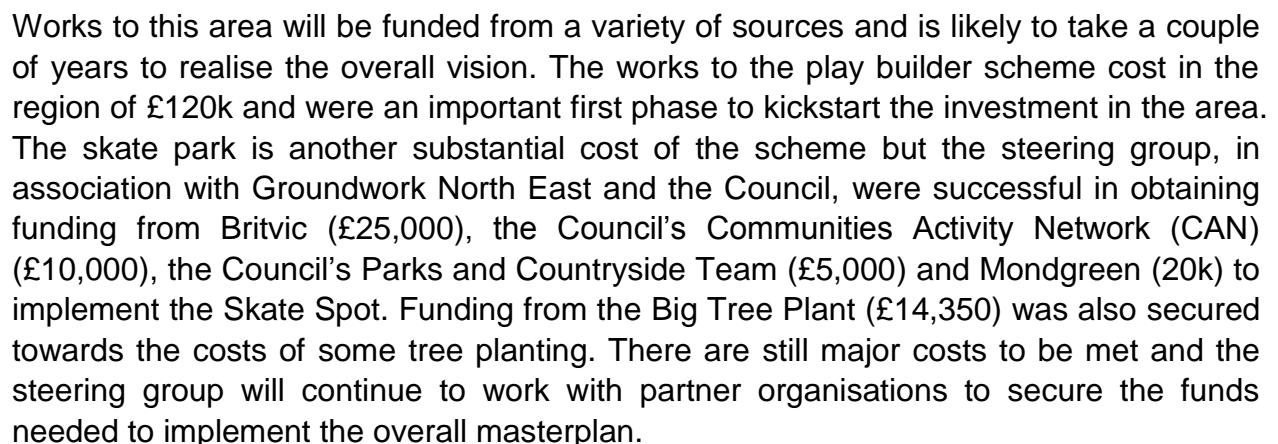 Works to this area will be funded from a variety of sources and is likely to take a couple
of years to realise the overall vision. The works to the play builder scheme cost in the
region of £120k and were an important first phase to kickstart the investment in the area.
The skate park is another substantial cost of the scheme but the steering group, in
association with Groundwork North East and the Council, were successful in obtaining
funding from Britvic (£25,000), the Council’s Communities Activity Network (CAN)
(£10,000), the Council’s Parks and Countryside Team (£5,000) and Mondgreen (20k) to
implement the Skate Spot. Funding from the Big Tree Plant (£14,350) was also secured
towards the costs of some tree planting. There are still major costs to be met and the
steering group will continue to work with partner organisations to secure the funds
needed to implement the overall masterplan.